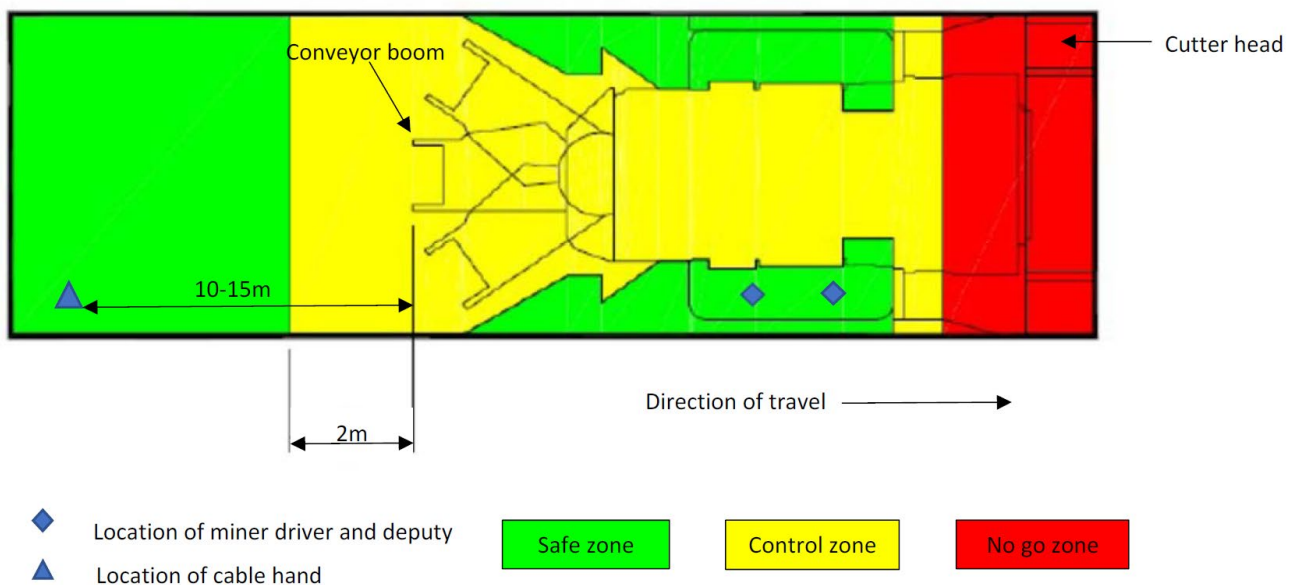 Conveyor boom
Cutter head
10-15m
Direction of travel
2m
Location of miner driver and deputy
Safe zone
Control zone
No go zone
Location of cable hand